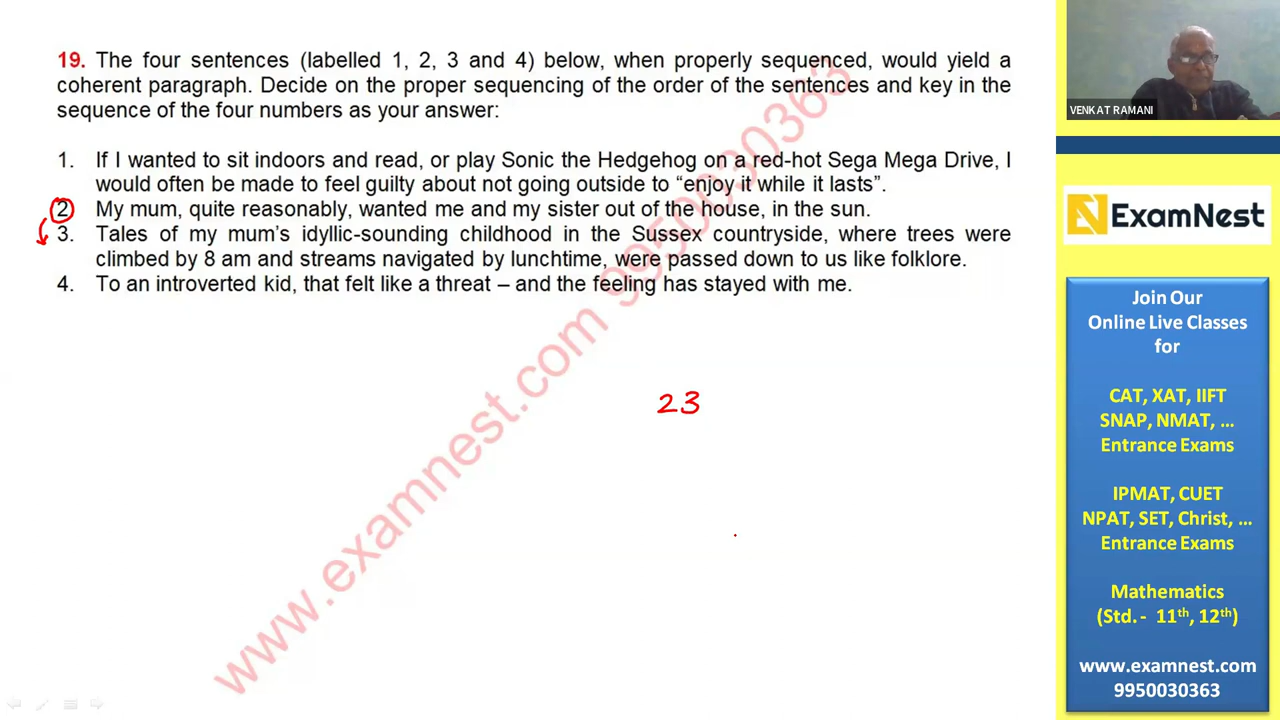 19. The four sentences (labelled 1, 2, 3 and 4) below, when properly sequenced, would yield a
coherent paragraph. Decide on the proper sequencing of the order of the sentences and key in the
sequence of the four numbers as your answer:
1. If I wanted to sit indoors and read, or play Sonic the Hedgehog on a red-hot Sega Mega Drive, I
would often be made to feel guilty about not going outside to “enjoy it while it lasts”.
2. My mum, quite reasonably, wanted me and my sister out of the house, in the sun.
3. Tales of my mum’s idyllic-sounding childhood in the Sussex countryside, where trees were
climbed by 8 am and streams navigated by lunchtime, were passed down to us like folklore.
4. To an introverted kid, that felt like a threat – and the feeling has stayed with me.
23
www.examnest.com 9950030363
VENKAT RAMANI
N ExamNest
Join Our
Online Live Classes
for
CAT, XAT, IIFT
SNAP, NMAT, ...
Entrance Exams
IPMAT, CUET
NPAT, SET, Christ, ...
Entrance Exams
Mathematics
(Std. - 11th, 12th)
www.examnest.com
9950030363